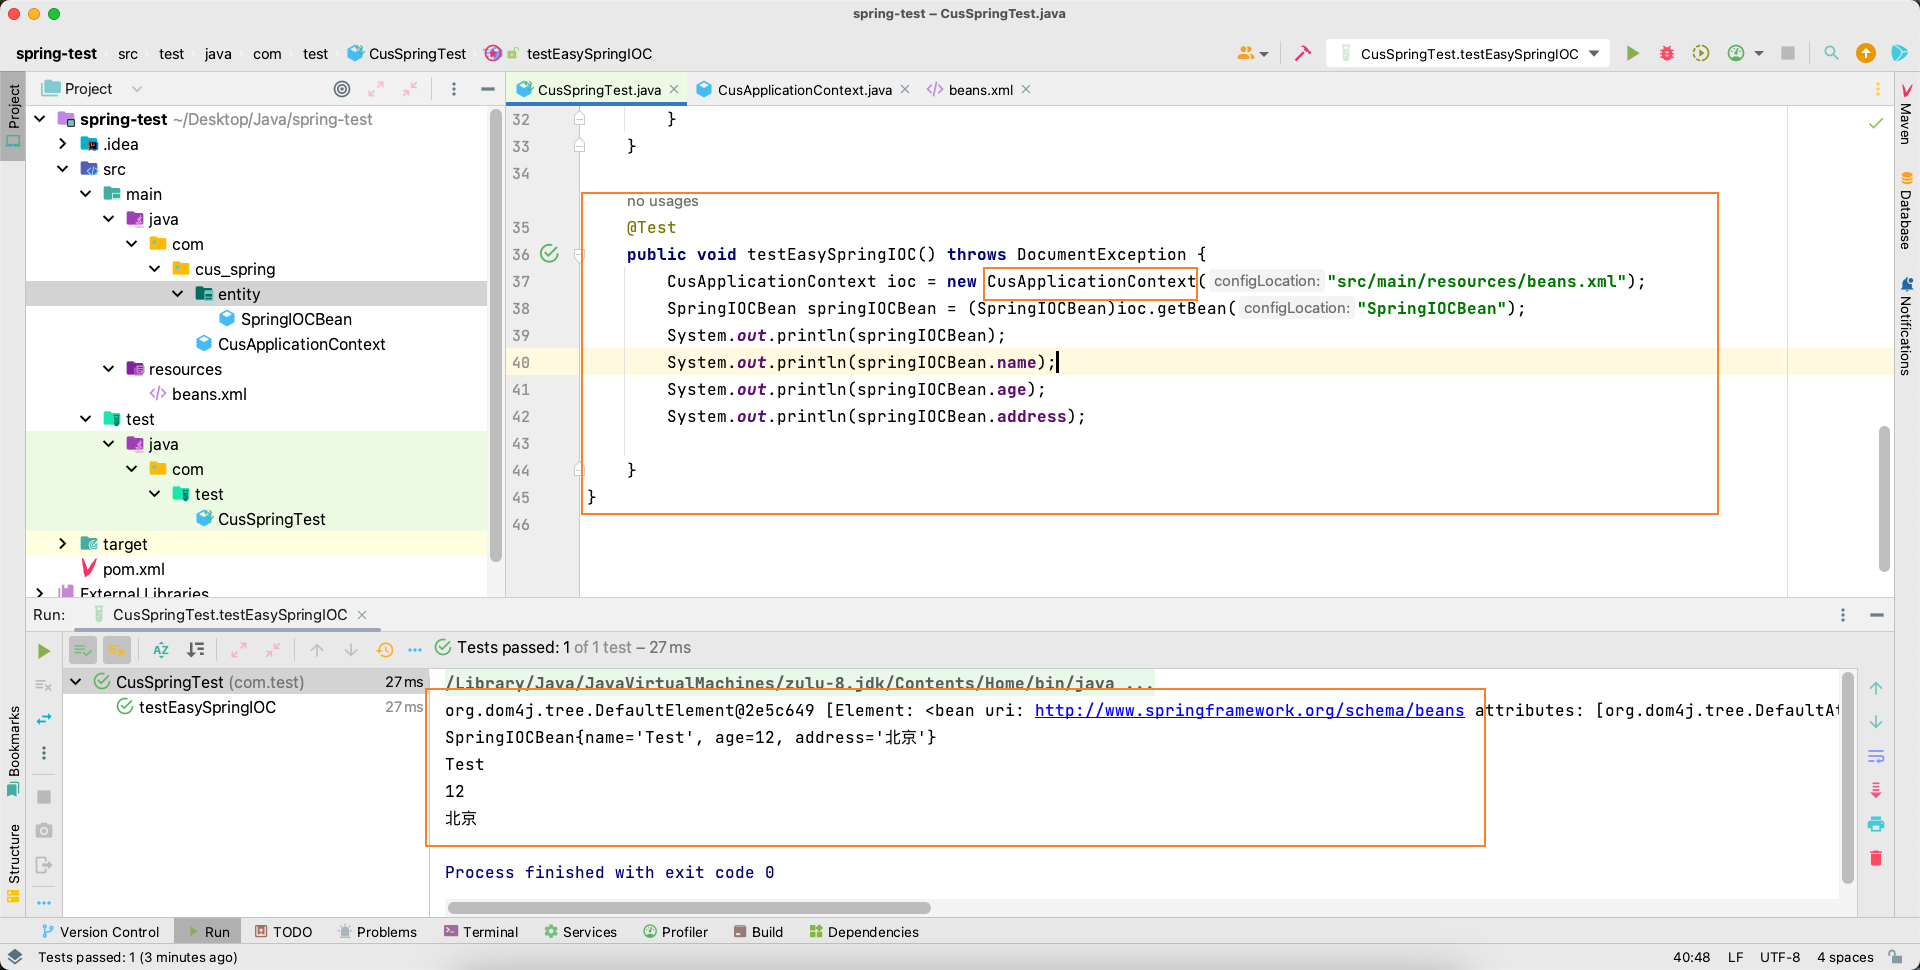 spring-test – CusSpringTest.java
spring-test src test java com test CusSpringTest testEasySpringIOC
CusSpringTest.testEasySpringIOC
Project
CusSpringTest.java
CusApplicationContext.java
beans.xml
Project
Bookmarks
Structure
spring-test ~/Desktop/Java/spring-test
.idea
src
main
java
com
cus_spring
entity
SpringIOCBean
CusApplicationContext
resources
beans.xml
test
java
com
test
CusSpringTest
target
pom.xml
External Libraries
32 }
33 }
34
no usages
35 @Test
36 public void testEasySpringIOC() throws DocumentException {
37 CusApplicationContext ioc = new CusApplicationContext( configLocation: "src/main/resources/beans.xml");
38 SpringIOCBean springIOCBean = (SpringIOCBean)ioc.getBean( configLocation: "SpringIOCBean");
39 System.out.println(springIOCBean);
40 System.out.println(springIOCBean.name);
41 System.out.println(springIOCBean.age);
42 System.out.println(springIOCBean.address);
43
44 }
45 }
46
Maven
Database
Notifications
Run: CusSpringTest.testEasySpringIOC
Tests passed: 1 of 1 test – 27 ms
CusSpringTest (com.test) 27 ms
testEasySpringIOC 27 ms
/Library/Java/JavaVirtualMachines/zulu-8.jdk/Contents/Home/bin/java ...
org.dom4j.tree.DefaultElement@2e5c649 [Element: <bean uri: http://www.springframework.org/schema/beans attributes: [org.dom4j.tree.DefaultAt
SpringIOCBean{name='Test', age=12, address='北京'}
Test
12
北京
Process finished with exit code 0
Version Control Run TODO Problems Terminal Services Profiler Build Dependencies
Tests passed: 1 (3 minutes ago)
40:48 LF UTF-8 4 spaces